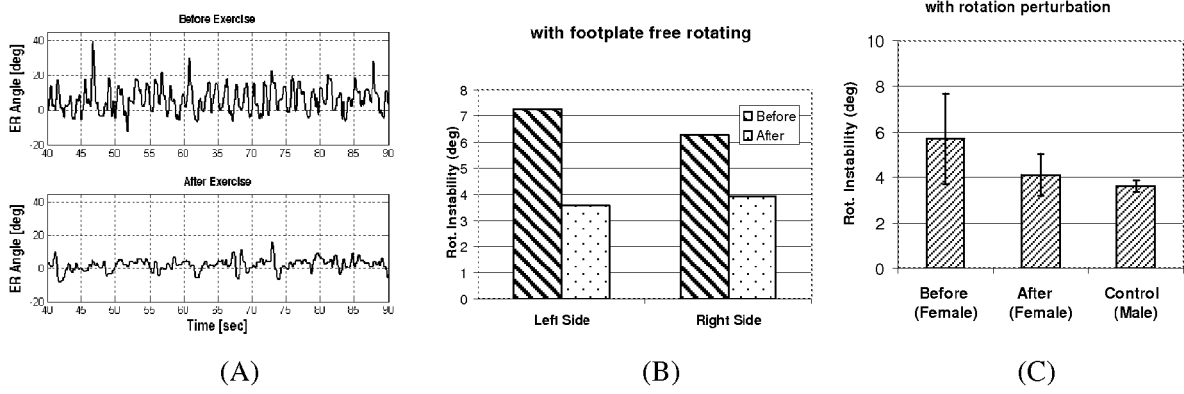 Before Exercise
40
20
0
-20
ER Angle [deg]
40 45 50 55 60 65 70 75 80 85 90
After Exercise
40
20
0
-20
ER Angle [deg]
40 45 50 55 60 65 70 75 80 85 90
Time [sec]
(A)
with footplate free rotating
8
7
6
5
4
3
2
1
0
Rot. Instability (deg)
Before
After
Left Side Right Side
(B)
with rotation perturbation
10
8
6
4
2
0
Rot. Instability (deg)
Before After Control
(Female) (Female) (Male)
(C)